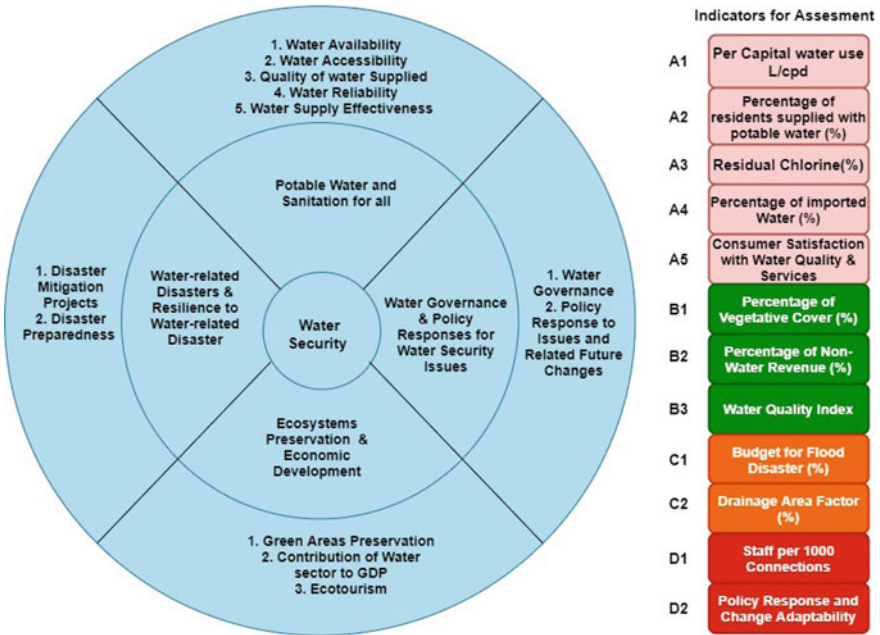 1. Water Availability
2. Water Accessibility
3. Quality of water Supplied
4. Water Reliability
5. Water Supply Effectiveness
Potable Water and
Sanitation for all
1. Disaster
Mitigation
Projects
2. Disaster
Preparedness
Water-related
Disasters &
Resilience to
Water-related
Disaster
Water
Security
Water Governance
& Policy
Responses for
Water Security
Issues
1. Water
Governance
2. Policy
Response to
Issues and
Related Future
Changes
Ecosystems
Preservation &
Economic
Development
1. Green Areas Preservation
2. Contribution of Water
sector to GDP
3. Ecotourism
Indicators for Assesment
A1
Per Capital water use
L/cpd
A2
Percentage of
residents supplied with
potable water (%)
A3
Residual Chlorine(%)
A4
Percentage of imported
Water (%)
A5
Consumer Satisfaction
with Water Quality &
Services
B1
Percentage of
Vegetative Cover (%)
B2
Percentage of Non-
Water Revenue (%)
B3
Water Quality Index
C1
Budget for Flood
Disaster (%)
C2
Drainage Area Factor
(%)
D1
Staff per 1000
Connections
D2
Policy Response and
Change Adaptability